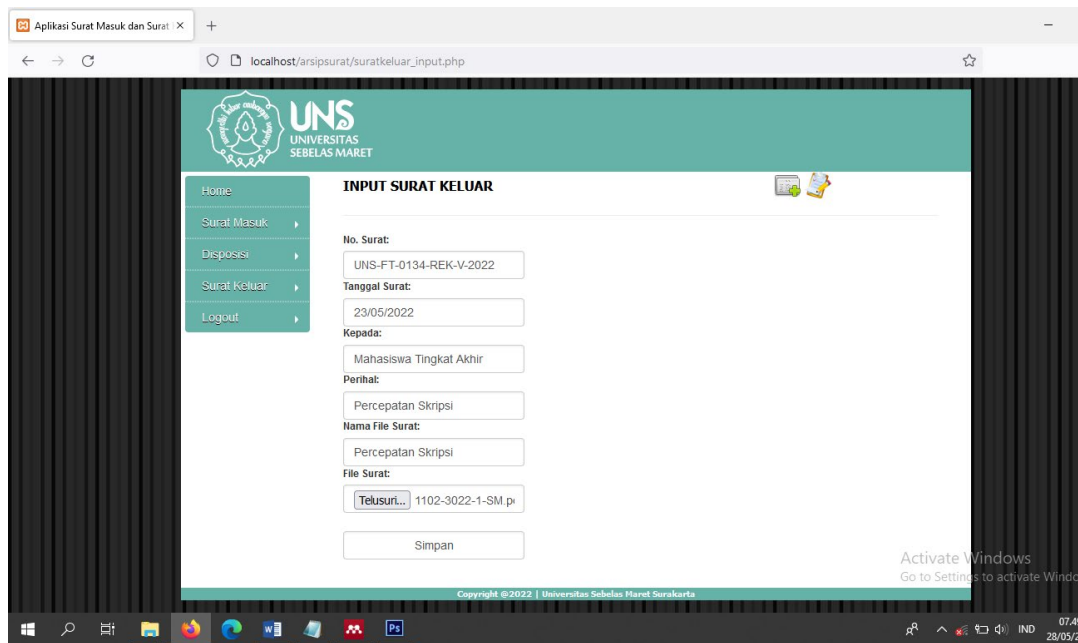 Aplikasi Surat Masuk dan Surat
localhost/arsipsurat/suratkeluar_input.php
UNS
UNIVERSITAS
SEBELAS MARET
Home
Surat Masuk
Disposisi
Surat Keluar
Logout
INPUT SURAT KELUAR
No. Surat:
UNS-FT-0134-REK-V-2022
Tanggal Surat:
23/05/2022
Kepada:
Mahasiswa Tingkat Akhir
Perihal:
Percepatan Skripsi
Nama File Surat:
Percepatan Skripsi
File Surat:
Telusuri... 1102-3022-1-SM.p
Simpan
Activate Windows
Go to Settings to activate Windo
Copyright @2022 | Universitas Sebelas Maret Surakarta
W
Ps
IND
07.4
28/05/